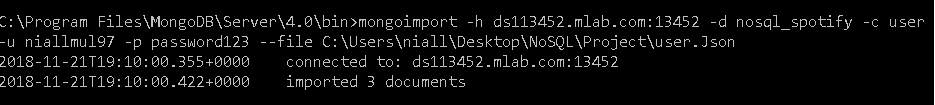 C:\Program Files\MongoDB\Server\4.0\bin>mongoimport -h ds113452.mlab.com:13452 -d nosql_spotify -c user
-u niallmul97 -p password123 --file C:\Users\niall\Desktop\NoSQL\Project\user.Json
2018-11-21T19:10:00.355+0000    connected to: ds113452.mlab.com:13452
2018-11-21T19:10:00.422+0000    imported 3 documents